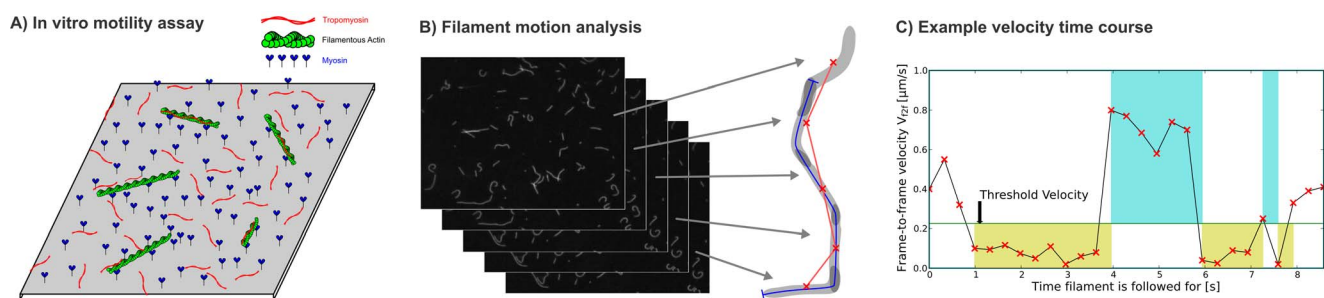 A) In vitro motility assay
Tropomyosin
Filamentous Actin
Myosin
B) Filament motion analysis
C) Example velocity time course
Frame-to-frame velocity Vf2f [µm/s]
1.0
0.8
0.6
0.4
0.2
0.0
Threshold Velocity
0 1 2 3 4 5 6 7 8
Time filament is followed for [s]